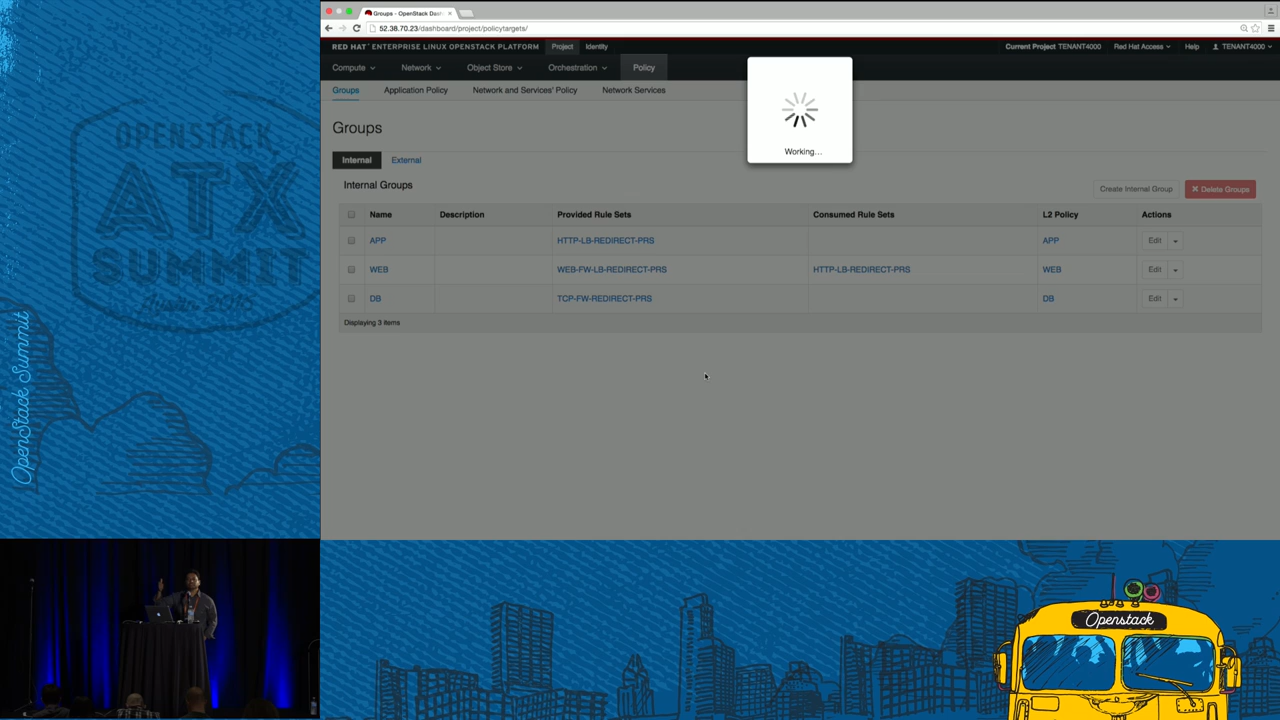 OPENSTACK
ATX
SUMMIT
Austin 2016
OpenStack Summit
Groups - OpenStack Dash
52.38.70.23/dashboard/project/policytargets/
RED HAT ENTERPRISE LINUX OPENSTACK PLATFORM Project Identity Current Project TENANT4000 Red Hat Access Help TENANT4000
Compute Network Object Store Orchestration Policy
Groups Application Policy Network and Services' Policy Network Services
Working...
Groups
Internal External
Internal Groups Create Internal Group Delete Groups
Name Description Provided Rule Sets Consumed Rule Sets L2 Policy Actions
APP HTTP-LB-REDIRECT-PRS APP Edit
WEB WEB-FW-LB-REDIRECT-PRS HTTP-LB-REDIRECT-PRS WEB Edit
DB TCP-FW-REDIRECT-PRS DB Edit
Displaying 3 items
Openstack